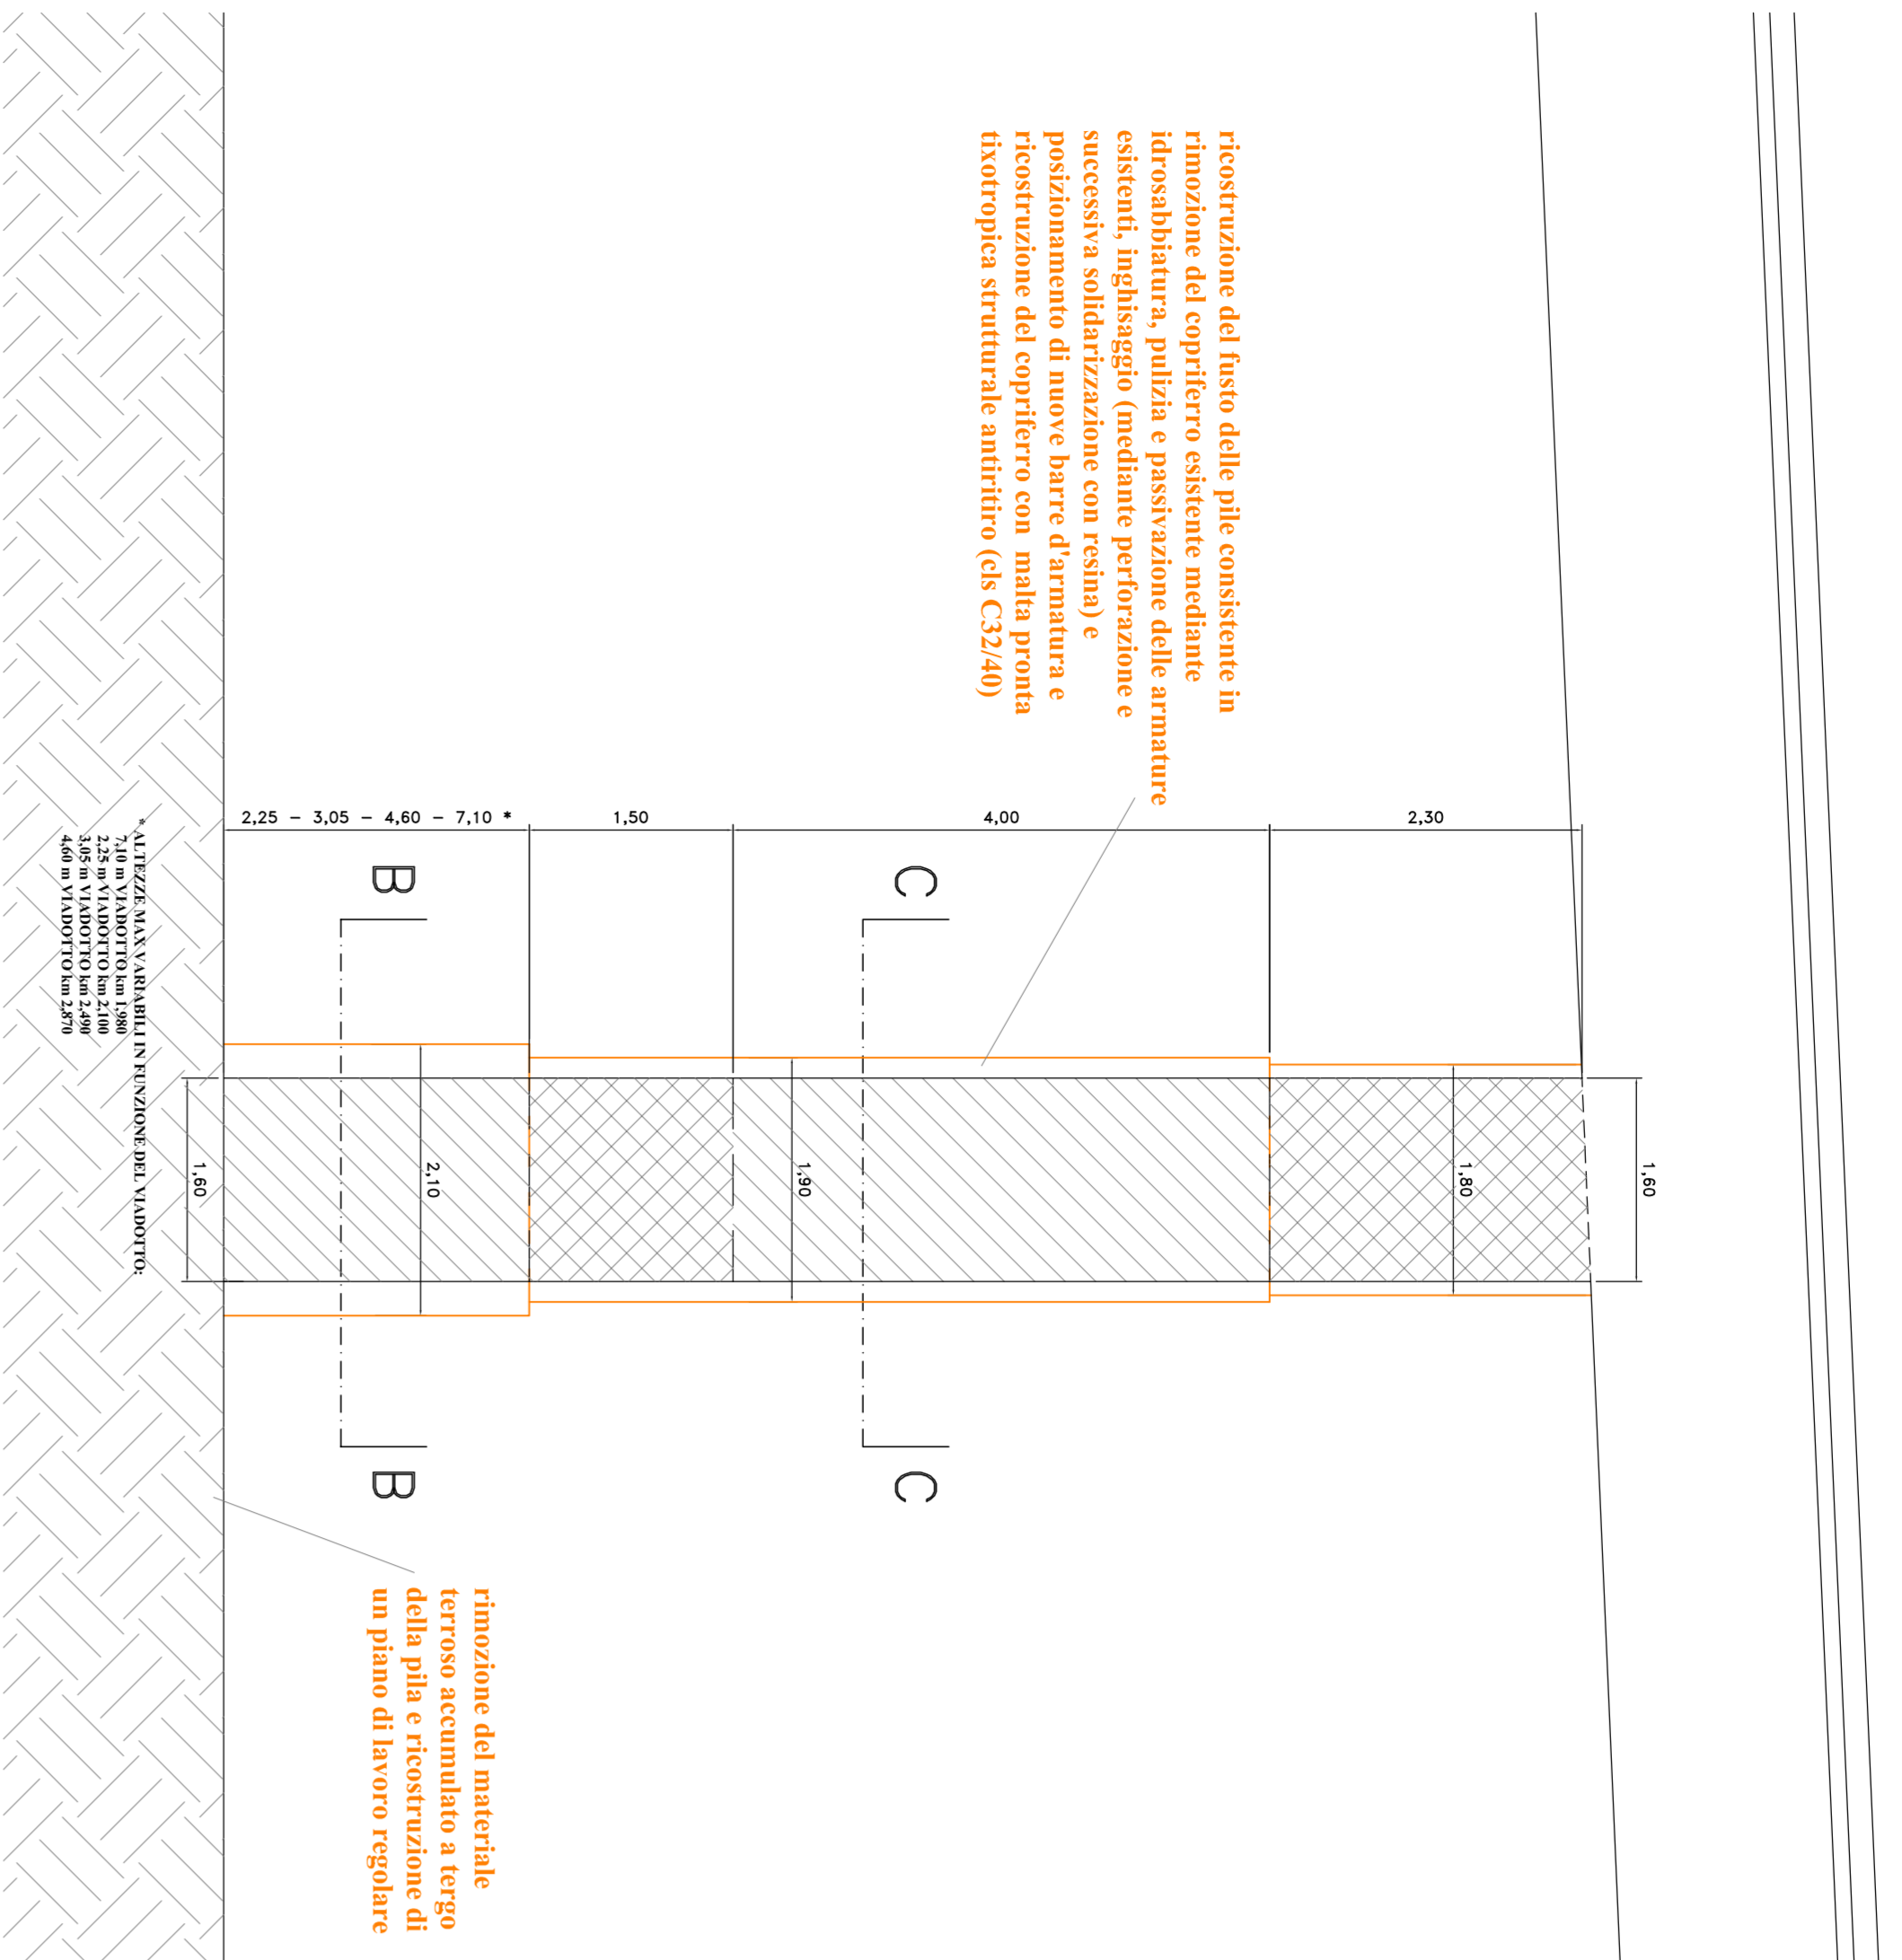 ricostruzione del fusto delle pile consistente in
rimozione del copriferro esistente mediante
idrosabbiatura, pulizia e passivazione delle armature
esistenti, inghisaggio (mediante perforazione e
successiva solidarizzazione con resina) e
posizionamento di nuove barre d'armatura e
ricostruzione del copriferro con malta pronta
tixotropica strutturale antiritiro (cls C32/40)
2,25 - 3,05 - 4,60 - 7,10 *
1,50
4,00
2,30
B
C
1,60
1,80
1,90
2,10
1,60
B
C
rimozione del materiale
terroso accumulato a tergo
della pila e ricostruzione di
un piano di lavoro regolare
* ALTEZZE MAX VARIABILI IN FUNZIONE DEL VIADOTTO:
7,10 m VIADOTTO km 1,980
2,25 m VIADOTTO km 2,100
3,05 m VIADOTTO km 2,490
4,60 m VIADOTTO km 2,870